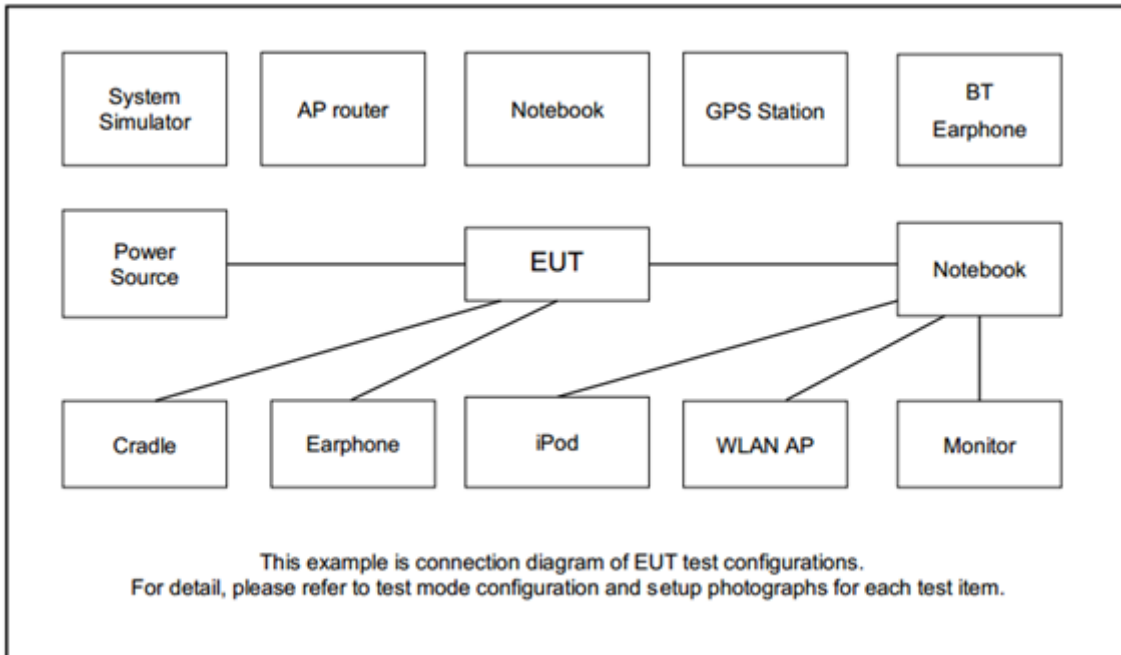 System
Simulator
AP router
Notebook
GPS Station
BT
Earphone
Power
Source
EUT
Notebook
Cradle
Earphone
iPod
WLAN AP
Monitor
This example is connection diagram of EUT test configurations.
For detail, please refer to test mode configuration and setup photographs for each test item.